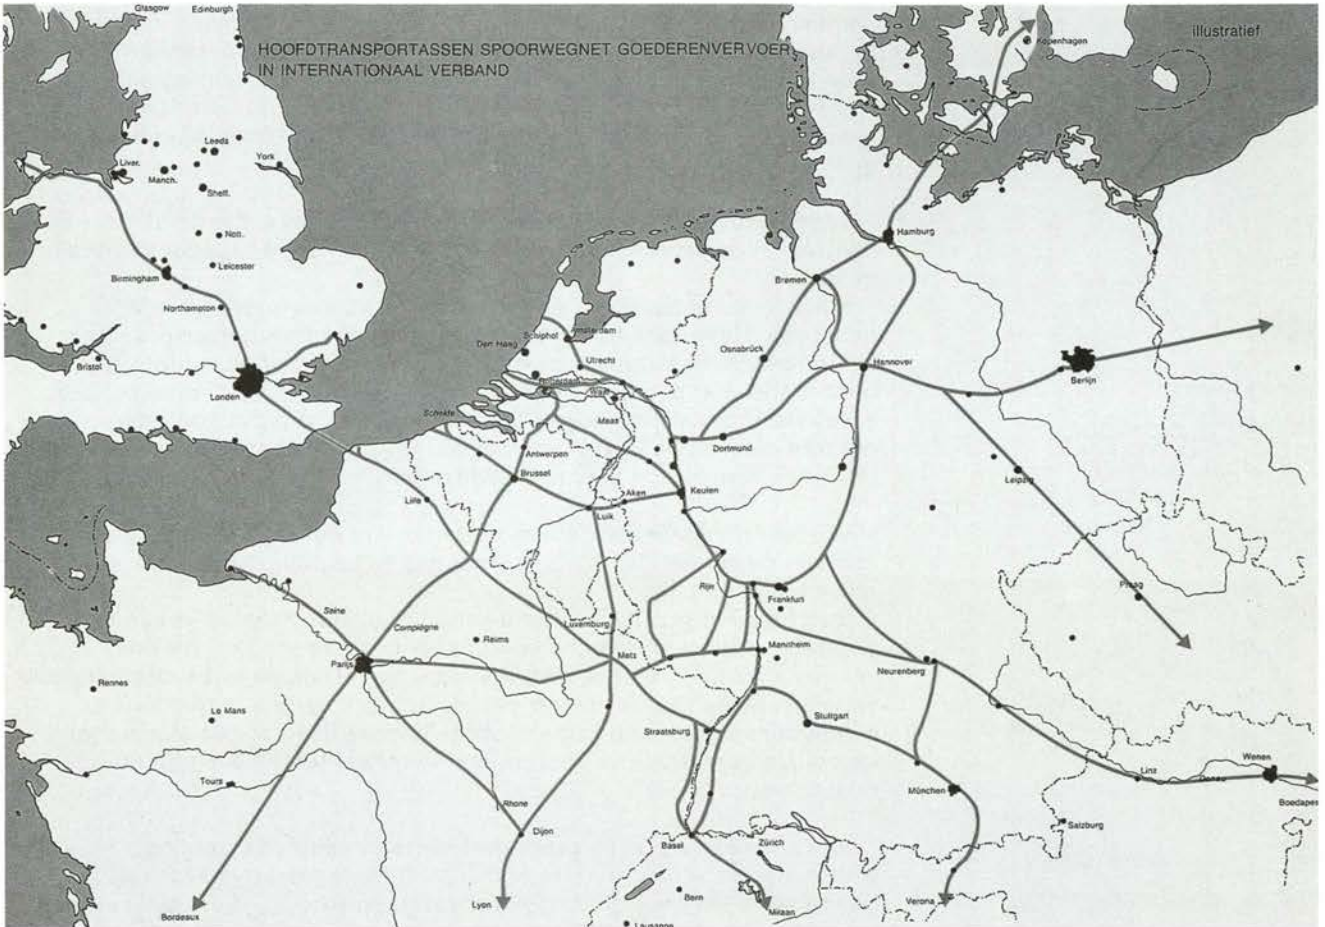 Glasgow
Edinburgh
HOOFDTRANSPORTASSEN SPOORWEGNET GOEDERENVERVOER
IN INTERNATIONAAL VERBAND
Kopenhagen
illustratief
Leeds
York
Liver.
Manch.
Sheff.
Nott.
Leicester
Birmingham
Northampton
Bristol
Londen
Hamburg
Bremen
Osnabrück
Hannover
Berlijn
Amsterdam
Schiphol
Den Haag
Utrecht
Rotterdam
Waal
Maas
Schelde
Antwerpen
Brussel
Dortmund
Keulen
Aken
Luik
Lille
Leipzig
Praag
Rijn
Frankfurt
Seine
Compiègne
Reims
Luxemburg
Mets
Mannheim
Neurenberg
Parijs
Rennes
Le Mans
Straatsburg
Stuttgart
Tours
Rhone
Dijon
München
Linz
Donau
Wenen
Boedapest
Salzburg
Basel
Zürich
Bern
Lausanne
Bordeaux
Lyon
Milaan
Verona